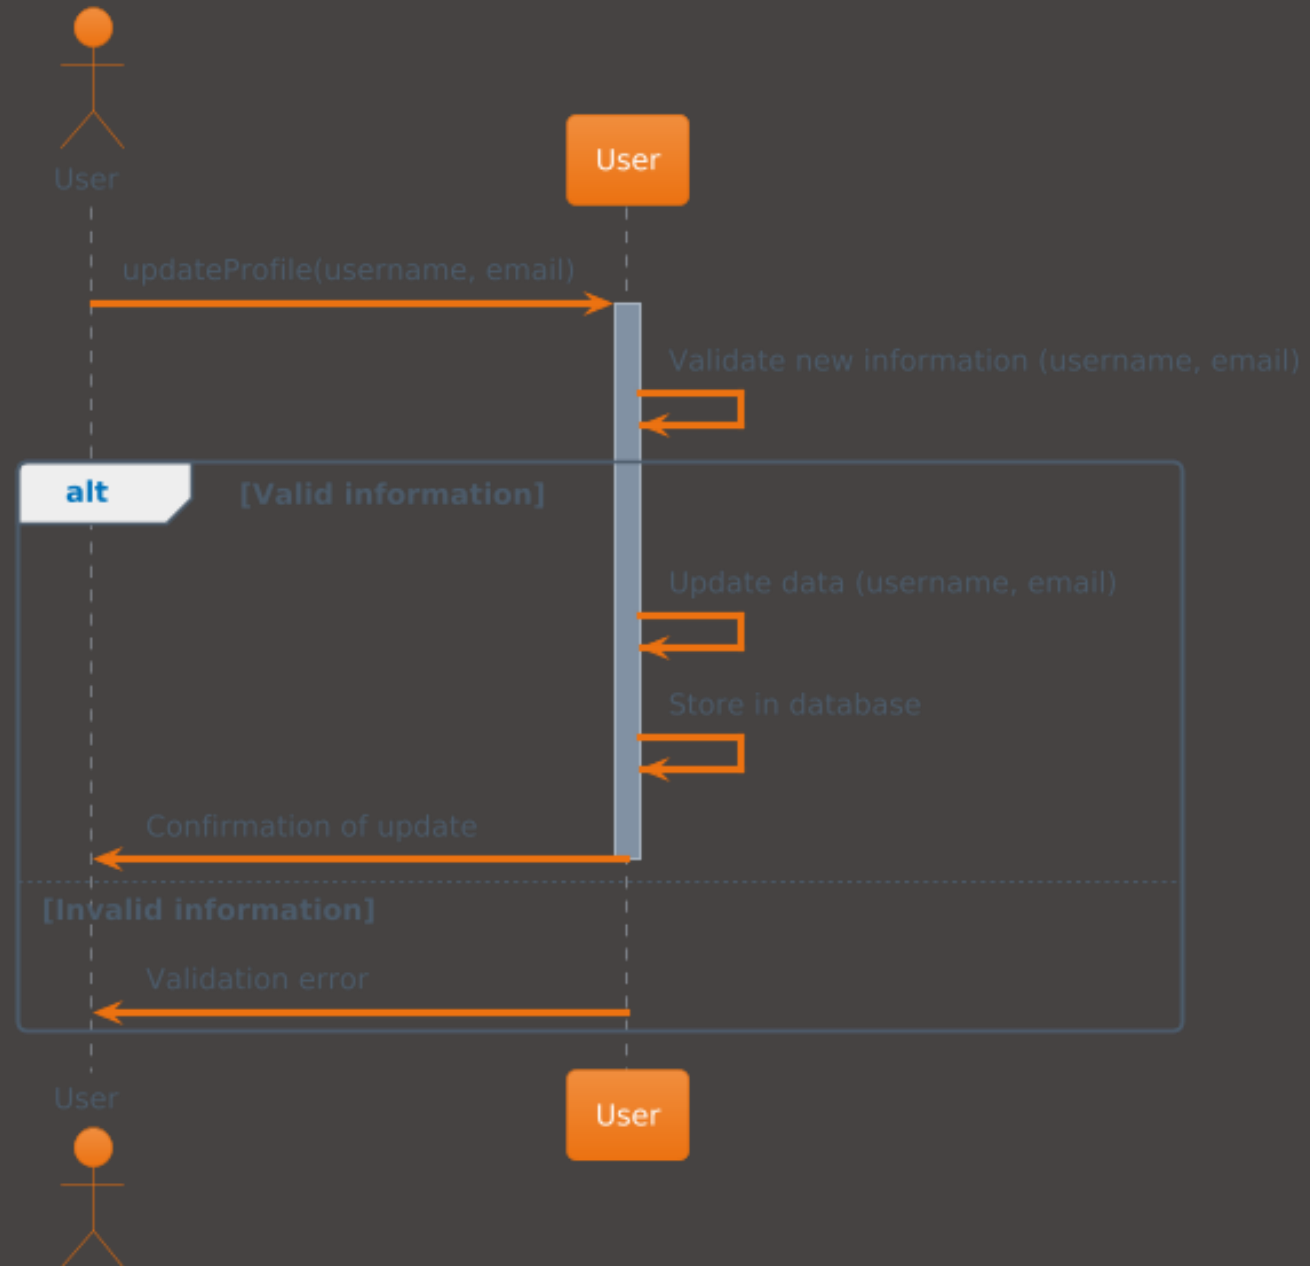 User
User
updateProfile(username, email)
Validate new information (username, email)
alt
[Valid information]
Update data (username, email)
Store in database
Confirmation of update
[Invalid information]
Validation error
User
User